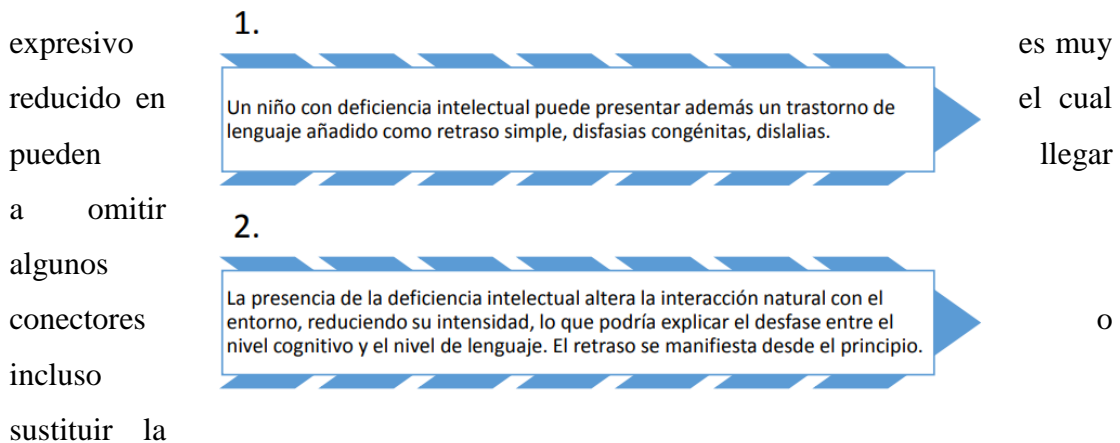 expresivo es muy
reducido en el cual
pueden llegar
a omitir
algunos
conectores o
incluso
sustituir la
1.
Un niño con deficiencia intelectual puede presentar además un trastorno de
lenguaje añadido como retraso simple, disfasias congénitas, dislalias.
2.
La presencia de la deficiencia intelectual altera la interacción natural con el
entorno, reduciendo su intensidad, lo que podría explicar el desfase entre el
nivel cognitivo y el nivel de lenguaje. El retraso se manifiesta desde el principio.